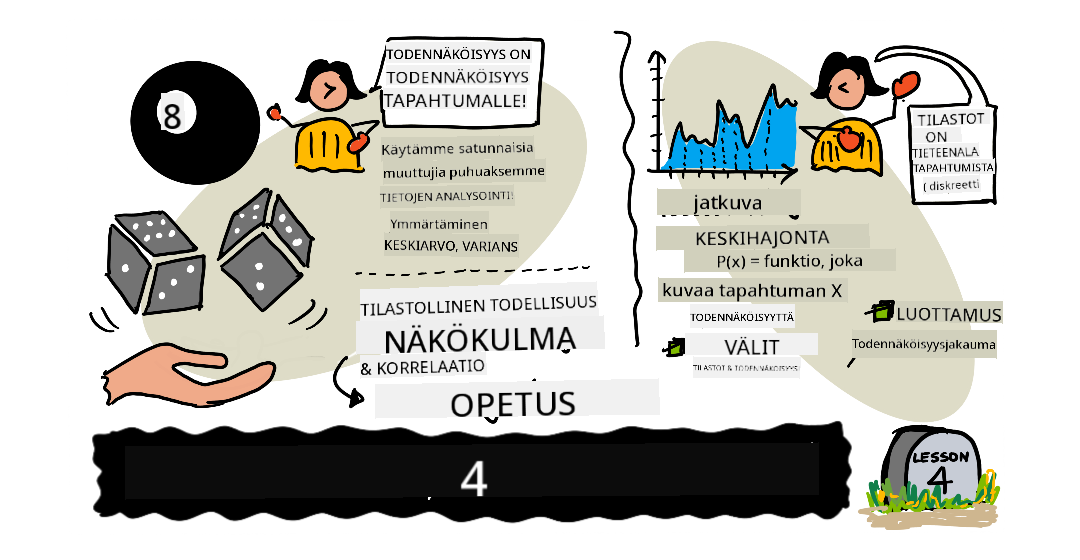 8
TODENNÄKÖISYYS ON
TODENNÄKÖISYYS
TAPAHTUMALLE!
Käytämme satunnaisia
muuttujia puhuaksemme
TIETOJEN ANALYSOINTI!
Ymmärtäminen
KESKIARVO, VARIANS
TILASTOLLINEN TODELLISUUS
NÄKÖKULMA
& KORRELAATIO
OPETUS
TILASTOT
ON
TIETEENALA
TAPAHTUMISTA
( diskreetti
jatkuva
KESKIHAJONTA
P(x) = funktio, joka
kuvaa tapahtuman X
TODENNÄKÖISYYTTÄ
VÄLIT
TILASTOT & TODENNÄKÖISYYS!
LUOTTAMUS
Todennäköisyysjakauma
4
LESSON
4